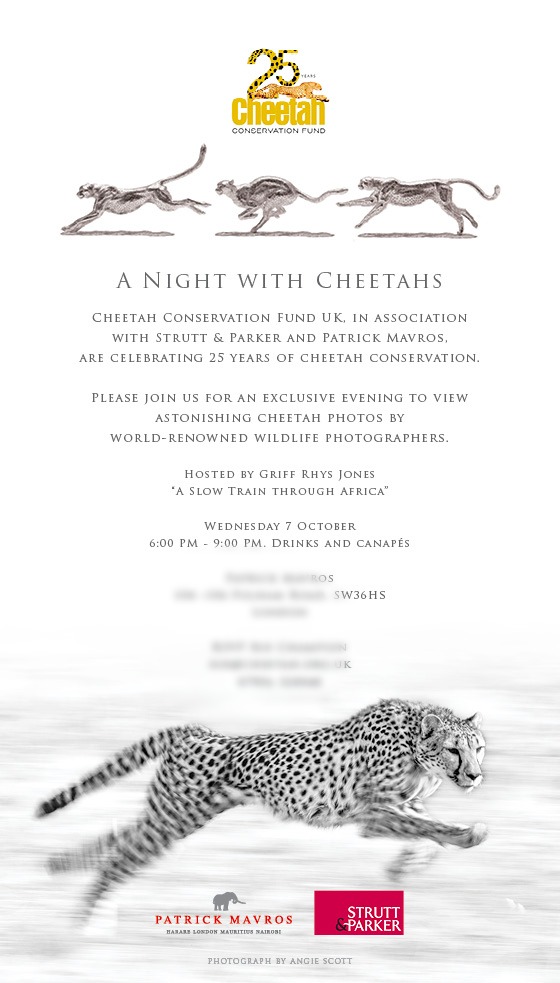 25
YEARS
Cheetah
CONSERVATION FUND
A NIGHT WITH CHEETAHS
CHEETAH CONSERVATION FUND UK, IN ASSOCIATION
WITH STRUTT & PARKER AND PATRICK MAVROS,
ARE CELEBRATING 25 YEARS OF CHEETAH CONSERVATION.
PLEASE JOIN US FOR AN EXCLUSIVE EVENING TO VIEW
ASTONISHING CHEETAH PHOTOS BY
WORLD-RENOWNED WILDLIFE PHOTOGRAPHERS.
HOSTED BY GRIFF RHYS JONES
“A SLOW TRAIN THROUGH AFRICA”
WEDNESDAY 7 OCTOBER
6:00 PM - 9:00 PM. DRINKS AND CANAPÉS
SW36HS
PATRICK MAVROS
HARARE LONDON MAURITIUS NAIROBI
STRUTT
&PARKER
PHOTOGRAPH BY ANGIE SCOTT